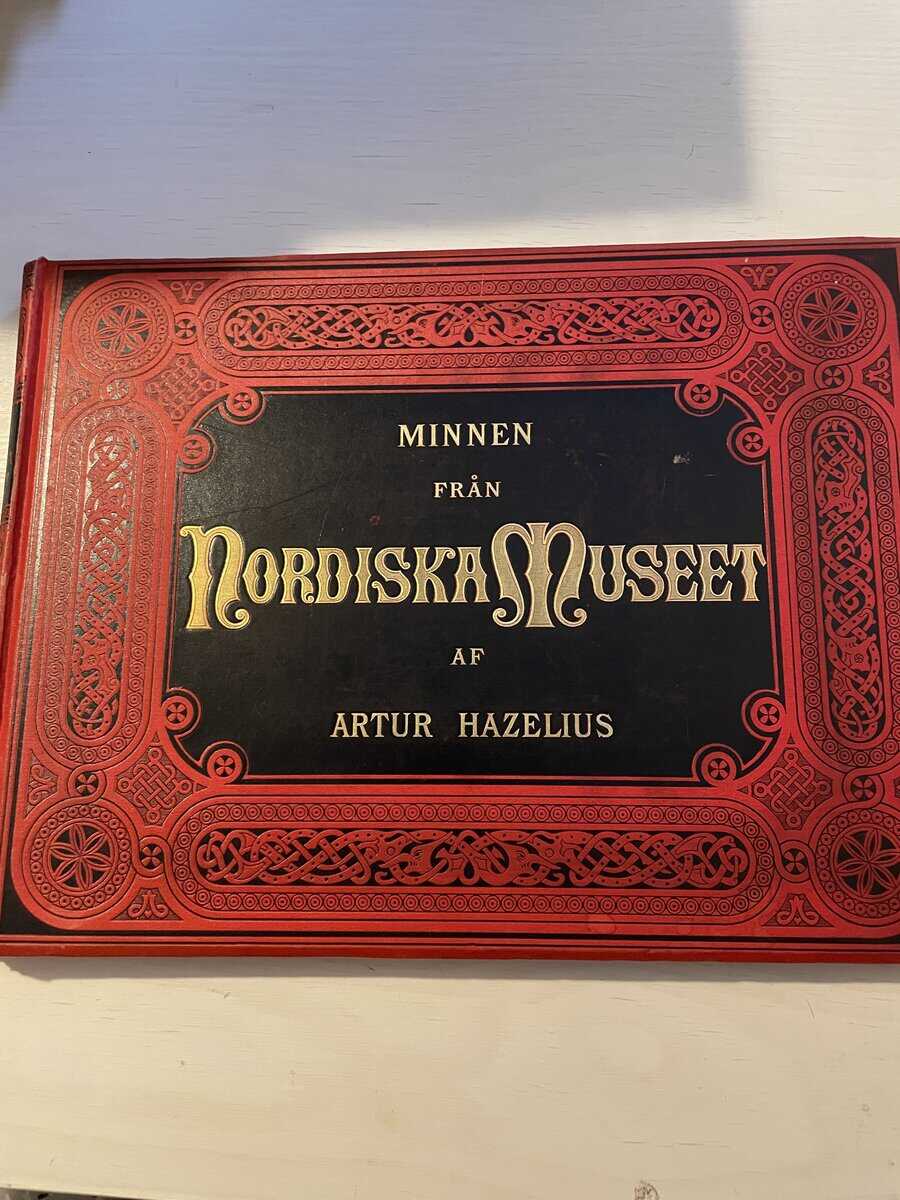 MINNEN
FRÅN
NORDISKA MUSEET
AF
ARTUR HAZELIUS